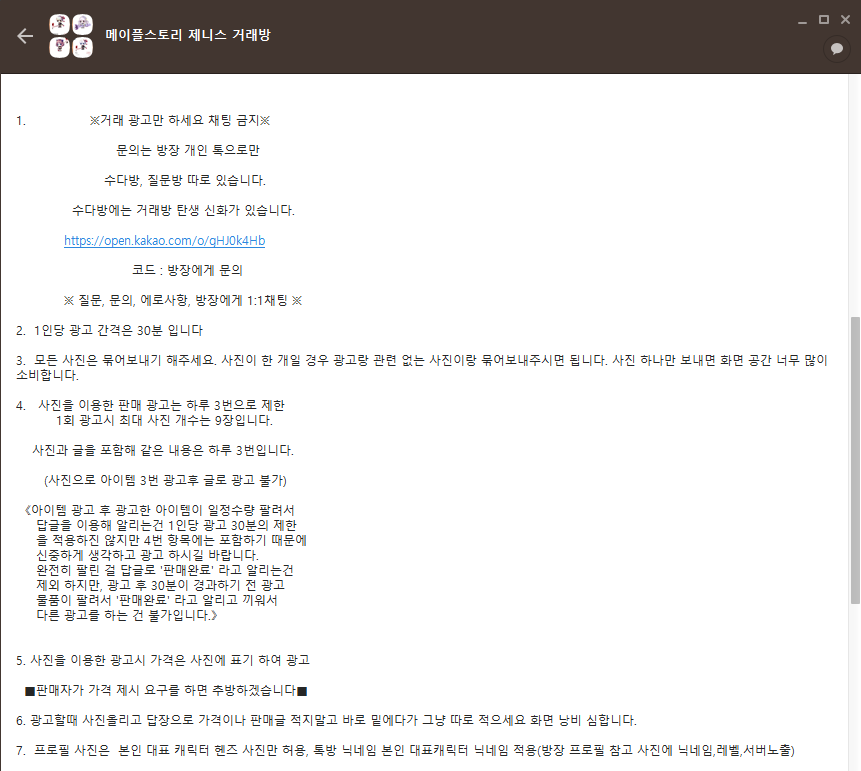 메이플스토리 제니스 거래방
1. ※거래 광고만 하세요 채팅 금지※
문의는 방장 개인 톡으로만
수다방, 질문방 따로 있습니다.
수다방에는 거래방 탄생 신화가 있습니다.
https://open.kakao.com/o/gHJ0k4Hb
코드 : 방장에게 문의
※ 질문, 문의, 에로사항, 방장에게 1:1채팅 ※
2. 1인당 광고 간격은 30분 입니다
3. 모든 사진은 묶어보내기 해주세요. 사진이 한 개일 경우 광고랑 관련 없는 사진이랑 묶어보내주시면 됩니다. 사진 하나만 보내면 화면 공간 너무 많이
소비합니다.
4. 사진을 이용한 판매 광고는 하루 3번으로 제한
1회 광고시 최대 사진 개수는 9장입니다.
사진과 글을 포함해 같은 내용은 하루 3번입니다.
(사진으로 아이템 3번 광고후 글로 광고 불가)
《아이템 광고 후 광고한 아이템이 일정수량 팔려서
답글을 이용해 알리는건 1인당 광고 30분의 제한
을 적용하진 않지만 4번 항목에는 포함하기 때문에
신중하게 생각하고 광고 하시길 바랍니다.
완전히 팔린 걸 답글로 '판매완료' 라고 알리는건
제외 하지만, 광고 후 30분이 경과하기 전 광고
물품이 팔려서 '판매완료' 라고 알리고 끼워서
다른 광고를 하는 건 불가입니다.》
5. 사진을 이용한 광고시 가격은 사진에 표기 하여 광고
■판매자가 가격 제시 요구를 하면 추방하겠습니다■
6. 광고할때 사진올리고 답장으로 가격이나 판매글 적지말고 바로 밑에다가 그냥 따로 적으세요 화면 낭비 심합니다.
7. 프로필 사진은 본인 대표 캐릭터 헨즈 사진만 허용, 톡방 닉네임 본인 대표캐릭터 닉네임 적용(방장 프로필 참고 사진에 닉네임,레벨,서버노출)